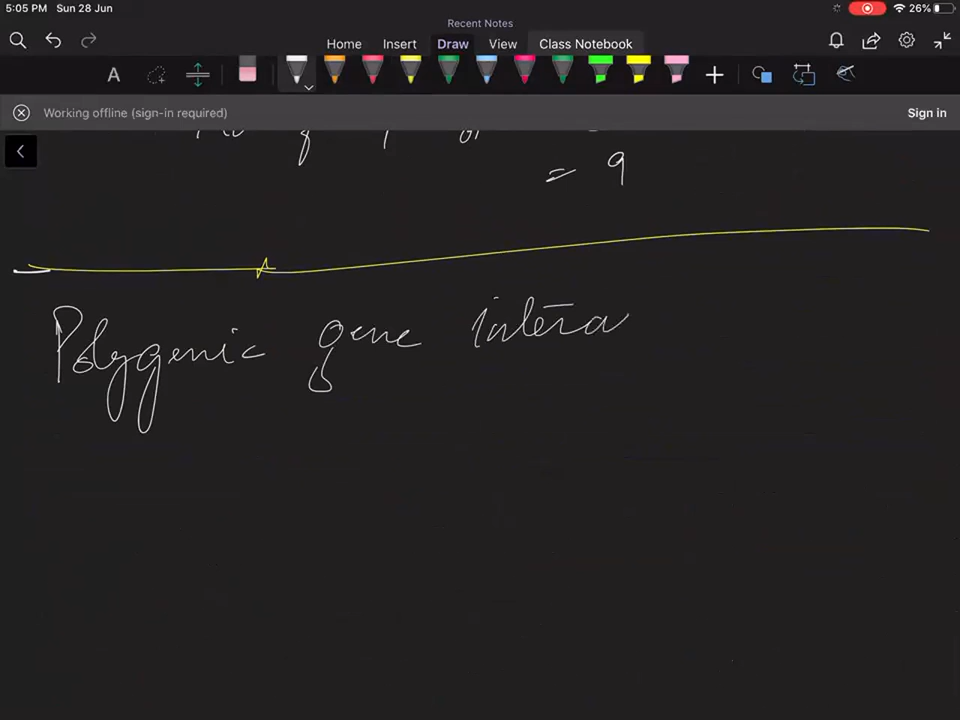 5:05 PM Sun 28 Jun
26%
Recent Notes
Home Insert Draw View Class Notebook
A
Working offline (sign-in required) Sign in
= 9
Polygenic gene intera